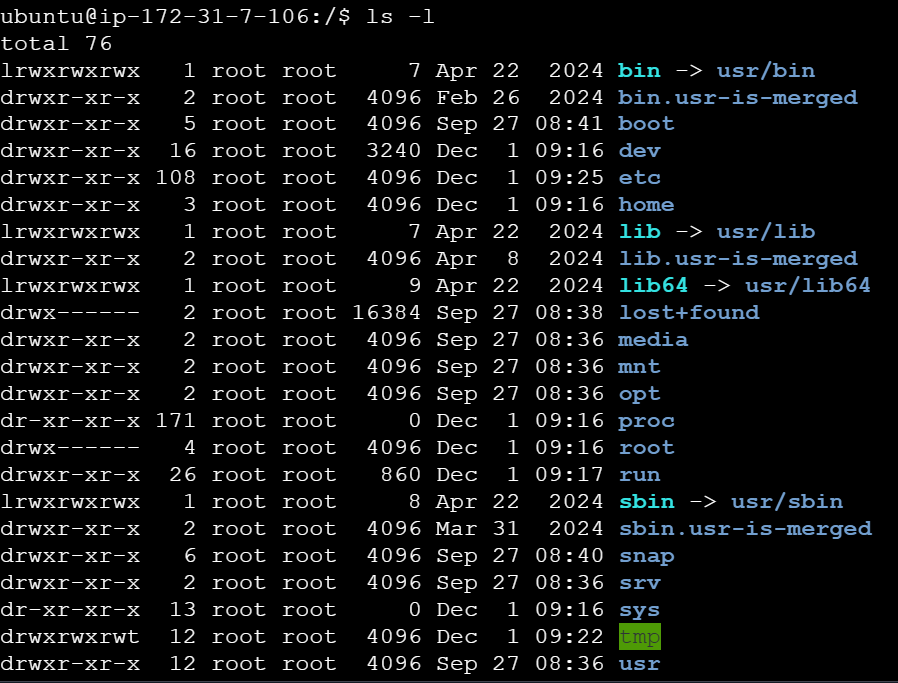 ubuntu@ip-172-31-7-106:/$ ls -l
total 76
lrwxrwxrwx   1 root root     7 Apr 22  2024 bin -> usr/bin
drwxr-xr-x   2 root root  4096 Feb 26  2024 bin.usr-is-merged
drwxr-xr-x   5 root root  4096 Sep 27 08:41 boot
drwxr-xr-x  16 root root  3240 Dec  1 09:16 dev
drwxr-xr-x 108 root root  4096 Dec  1 09:25 etc
drwxr-xr-x   3 root root  4096 Dec  1 09:16 home
lrwxrwxrwx   1 root root     7 Apr 22  2024 lib -> usr/lib
drwxr-xr-x   2 root root  4096 Apr  8  2024 lib.usr-is-merged
lrwxrwxrwx   1 root root     9 Apr 22  2024 lib64 -> usr/lib64
drwx------   2 root root 16384 Sep 27 08:38 lost+found
drwxr-xr-x   2 root root  4096 Sep 27 08:36 media
drwxr-xr-x   2 root root  4096 Sep 27 08:36 mnt
drwxr-xr-x   2 root root  4096 Sep 27 08:36 opt
dr-xr-xr-x 171 root root     0 Dec  1 09:16 proc
drwx------   4 root root  4096 Dec  1 09:16 root
drwxr-xr-x  26 root root   860 Dec  1 09:17 run
lrwxrwxrwx   1 root root     8 Apr 22  2024 sbin -> usr/sbin
drwxr-xr-x   2 root root  4096 Mar 31  2024 sbin.usr-is-merged
drwxr-xr-x   6 root root  4096 Sep 27 08:40 snap
drwxr-xr-x   2 root root  4096 Sep 27 08:36 srv
dr-xr-xr-x  13 root root     0 Dec  1 09:16 sys
drwxrwxrwt  12 root root  4096 Dec  1 09:22 tmp
drwxr-xr-x  12 root root  4096 Sep 27 08:36 usr